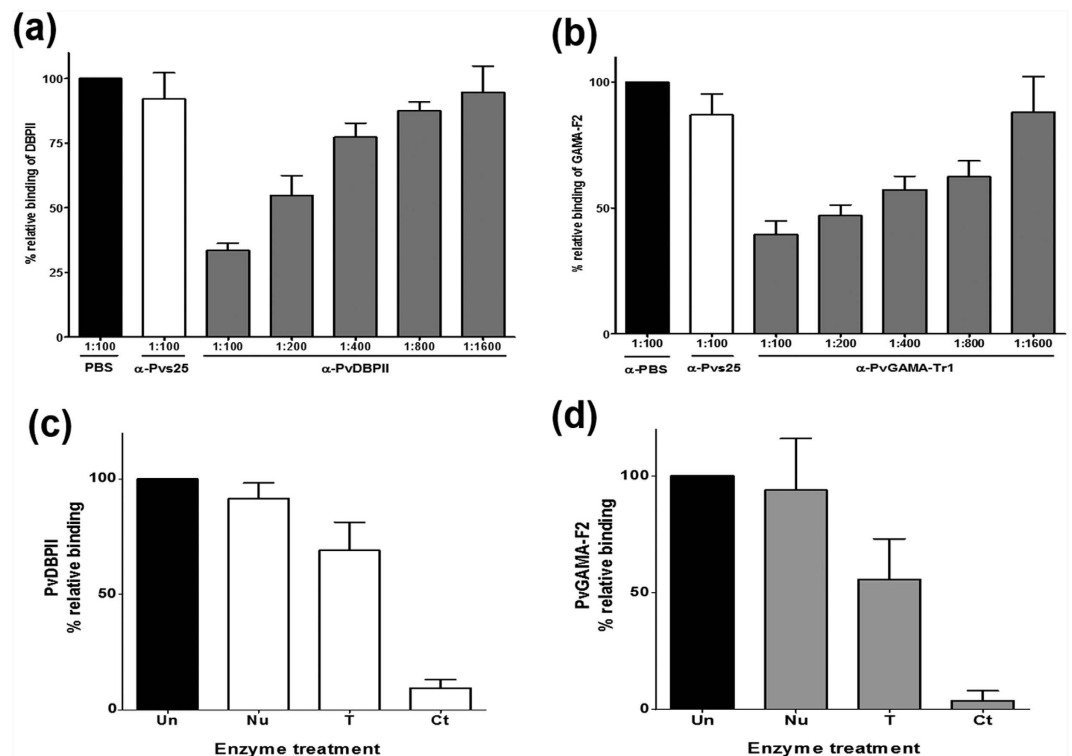 (a)
% relative binding of DBPII
100
75
50
25
0
1:100 1:100 1:100 1:200 1:400 1:800 1:1600
PBS α-Pvs25 α-PvDBPII
(b)
% relative binding of GAMA-F2
100
50
0
1:100 1:100 1:100 1:200 1:400 1:800 1:1600
α-PBS α-Pvs25 α-PvGAMA-Tr1
(c)
PvDBPII
% relative binding
100
50
0
Un Nu T Ct
Enzyme treatment
(d)
PvGAMA-F2
% relative binding
100
50
0
Un Nu T Ct
Enzyme treatment